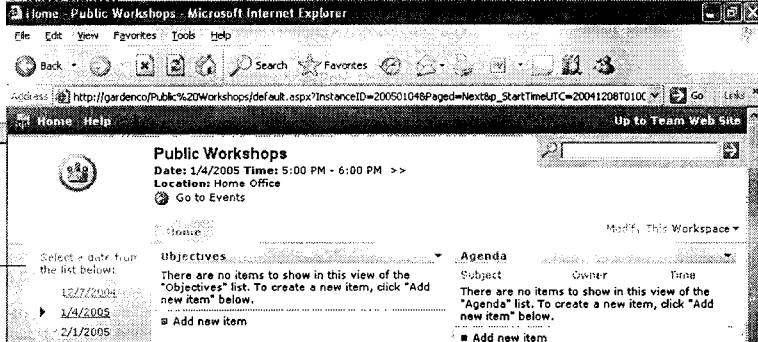 Home - Public Workshops - Microsoft Internet Explorer
File Edit View Favorites Tools Help
Back Search Favorites
Address http://gardenco/Public%20Workshops/default.aspx?InstanceID=20050104&Paged=Next&p_StartTimeUTC=20041208T010C Go Links »
Home Help Up to Team Web Site
Public Workshops
Date: 1/4/2005 Time: 5:00 PM - 6:00 PM >>
Location: Home Office
Go to Events
Home
Modify This Workspace
Select a date from
the list below:
12/7/2004
1/4/2005
2/1/2005
Objectives
There are no items to show in this view of the
"Objectives" list. To create a new item, click "Add
new item" below.
Add new item
Agenda
Subject Owner Time
There are no items to show in this view of the
"Agenda" list. To create a new item, click "Add
new item" below.
Add new item